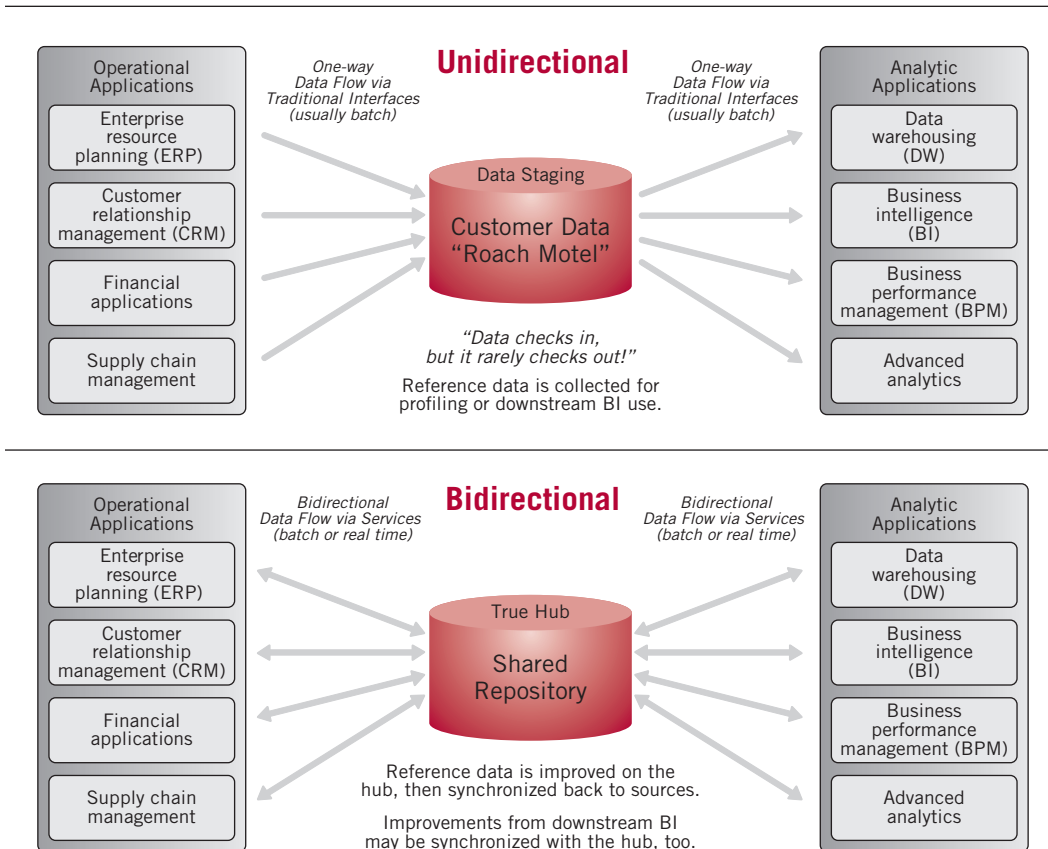 Unidirectional
Operational
Applications
Enterprise
resource
planning (ERP)
Customer
relationship
management (CRM)
Financial
applications
Supply chain
management
One-way
Data Flow via
Traditional Interfaces
(usually batch)
Data Staging
Customer Data
“Roach Motel”
“Data checks in,
but it rarely checks out!”
Reference data is collected for
profiling or downstream BI use.
One-way
Data Flow via
Traditional Interfaces
(usually batch)
Analytic
Applications
Data
warehousing
(DW)
Business
intelligence
(BI)
Business
performance
management (BPM)
Advanced
analytics
Bidirectional
Operational
Applications
Enterprise
resource
planning (ERP)
Customer
relationship
management (CRM)
Financial
applications
Supply chain
management
Bidirectional
Data Flow via Services
(batch or real time)
True Hub
Shared
Repository
Reference data is improved on the
hub, then synchronized back to sources.
Improvements from downstream BI
may be synchronized with the hub, too.
Bidirectional
Data Flow via Services
(batch or real time)
Analytic
Applications
Data
warehousing
(DW)
Business
intelligence
(BI)
Business
performance
management (BPM)
Advanced
analytics